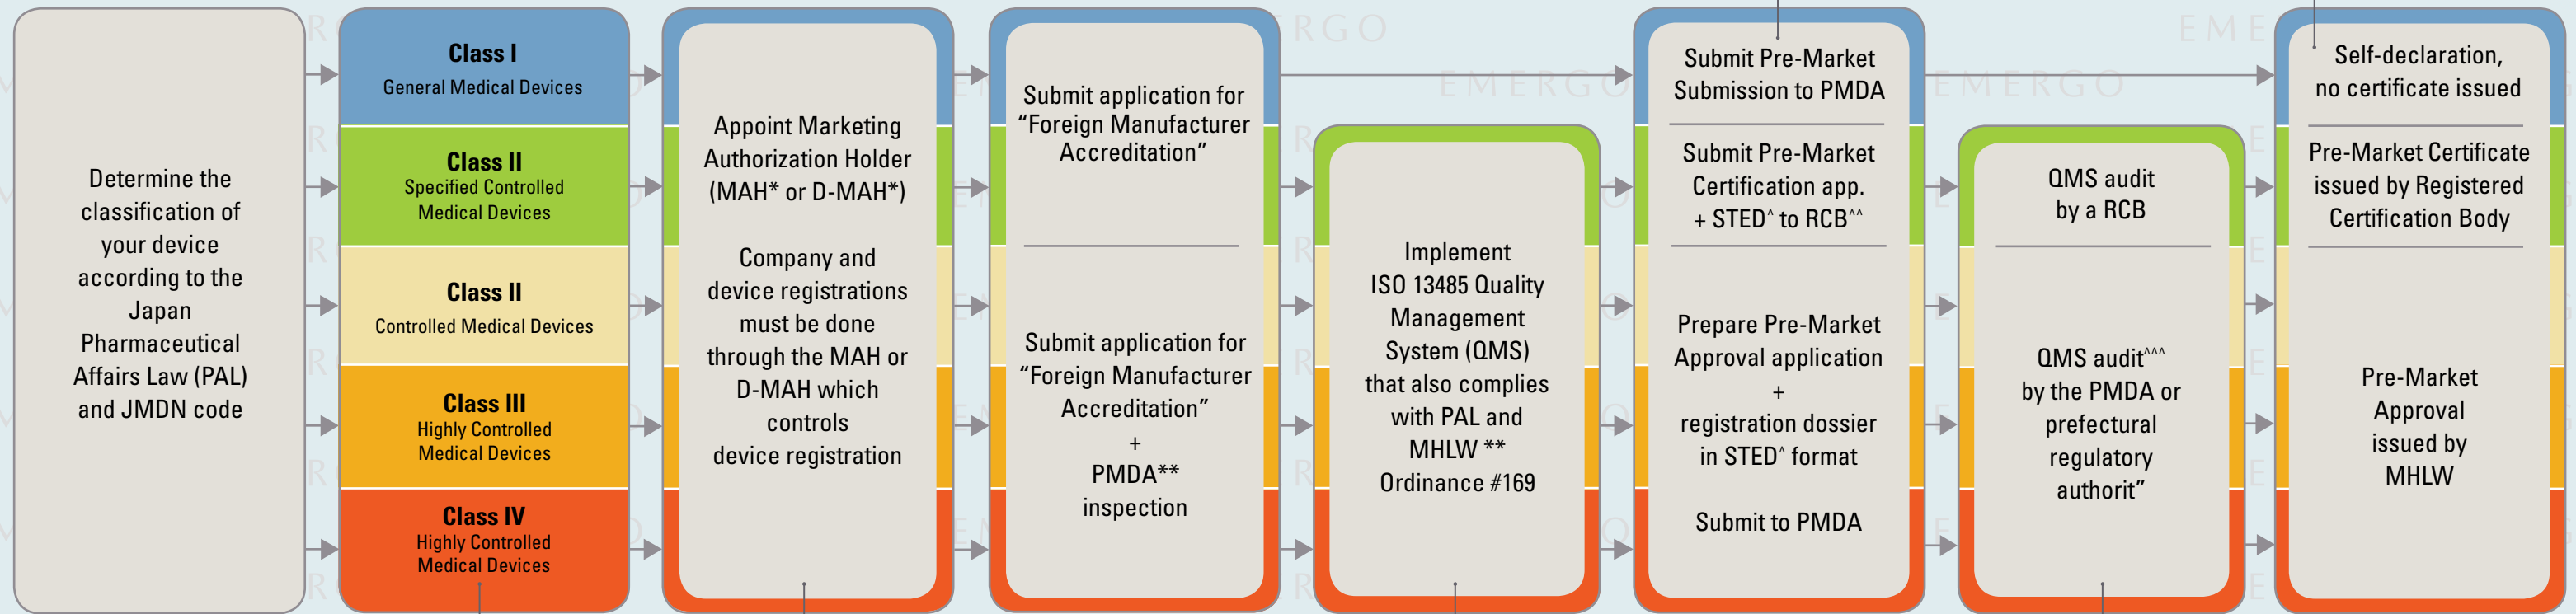 Determine the
classification of
your device
according to the
Japan
Pharmaceutical
Affairs Law (PAL)
and JMDN code
Class I
General Medical Devices
Class II
Specified Controlled
Medical Devices
Class II
Controlled Medical Devices
Class III
Highly Controlled
Medical Devices
Class IV
Highly Controlled
Medical Devices
Appoint Marketing
Authorization Holder
(MAH* or D-MAH*)
Company and
device registrations
must be done
through the MAH or
D-MAH which
controls
device registration
Submit application for
“Foreign Manufacturer
Accreditation”
Submit application for
“Foreign Manufacturer
Accreditation”
+
PMDA**
inspection
Implement
ISO 13485 Quality
Management
System (QMS)
that also complies
with PAL and
MHLW **
Ordinance #169
Submit Pre-Market
Submission to PMDA
Submit Pre-Market
Certification app.
+ STED^ to RCB^^
Prepare Pre-Market
Approval application
+
registration dossier
in STED^ format
Submit to PMDA
QMS audit
by a RCB
QMS audit^^^
by the PMDA or
prefectural
regulatory
authorit”
Self-declaration,
no certificate issued
Pre-Market Certificate
issued by Registered
Certification Body
Pre-Market
Approval
issued by
MHLW
EMERGO
EMERGO